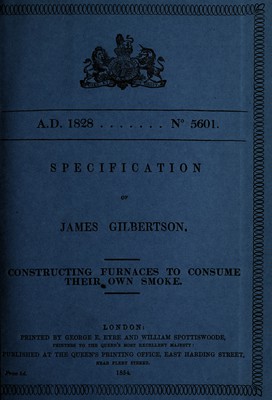 A.D. 1828 . . . . . . . N° 5601.
SPECIFICATION
OF
JAMES GILBERTSON,
CONSTRUCTING FURNACES TO CONSUME
THEIR OWN SMOKE.
LONDON:
PRINTED BY GEORGE E. EYRE AND WILLIAM SPOTTISWOODE,
PRINTERS TO THE QUEEN'S MOST EXCELLENT MAJESTY:
PUBLISHED AT THE QUEEN'S PRINTING OFFICE, EAST HARDING STREET,
NEAR FLEET STREET.
Price
1854.